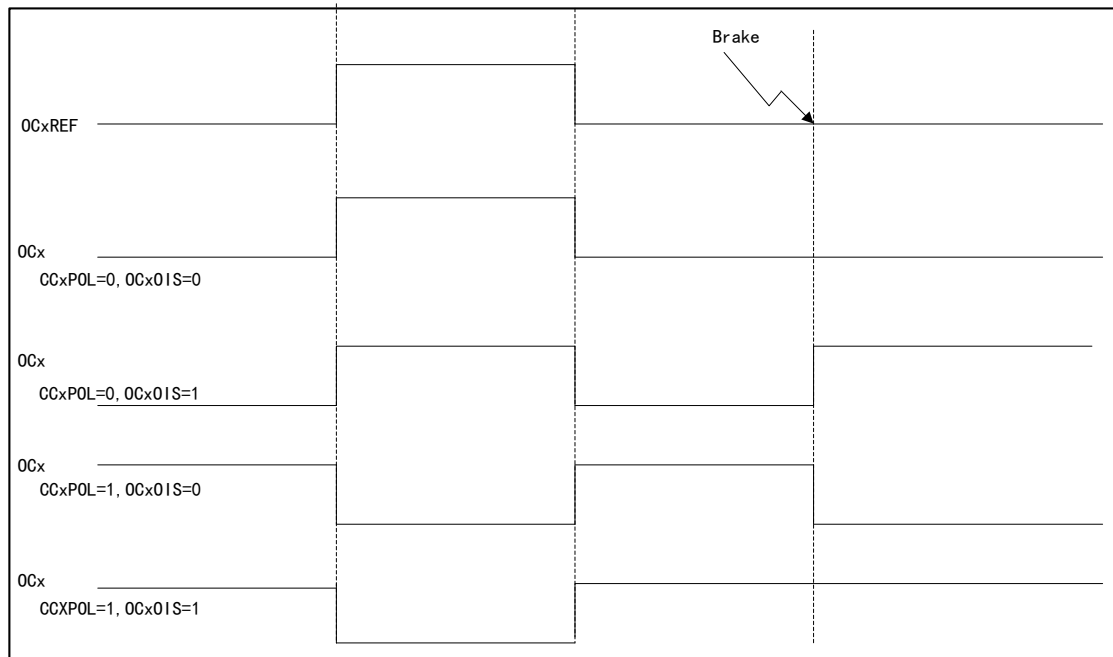 Brake
OCxREF
OCx
CCxPOL=0,OCxOIS=0
OCx
CCxPOL=0,OCxOIS=1
OCx
CCxPOL=1,OCxOIS=0
OCx
CCXPOL=1,OCxOIS=1